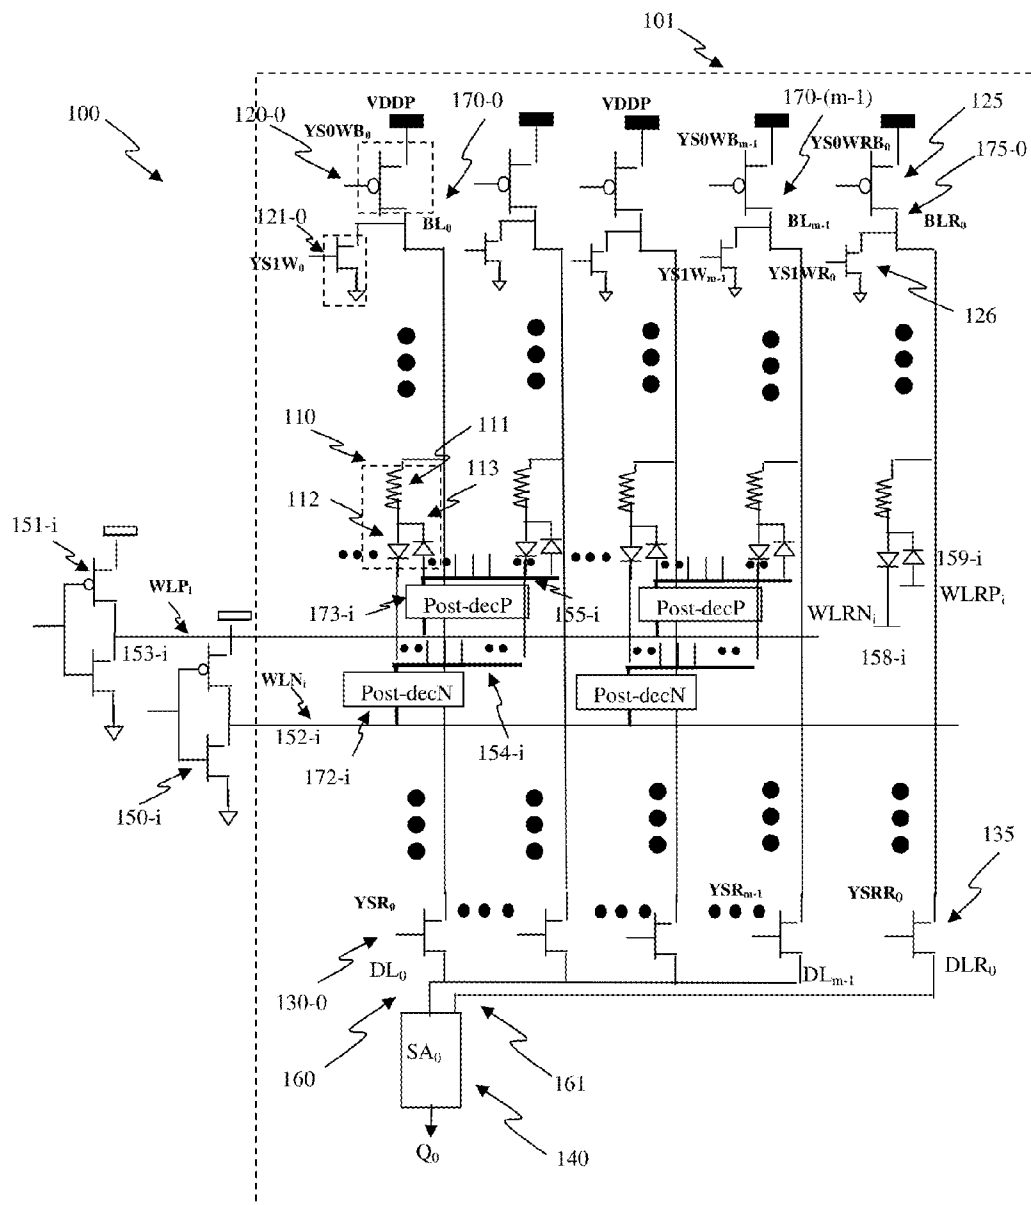 101
100
120-0
YS0WB₀
VDDP
170-0
VDDP
170-(m-1)
125
YS0WBₘ₋₁
YS0WRB₀
175-0
121-0
BL₀
BLₘ₋₁
BLR₀
YS1W₀
YS1Wₘ₋₁
YS1WR₀
126
110
111
112
113
151-i
WLPᵢ
153-i
173-i
Post-decP
155-i
Post-decP
159-i
WLRPᵢ
WLRNᵢ
158-i
WLNᵢ
152-i
Post-decN
Post-decN
172-i
154-i
150-i
135
YSR₀
YSRₘ₋₁
YSRR₀
DL₀
DLₘ₋₁
DLR₀
130-0
160
SA₀
161
140
Q₀